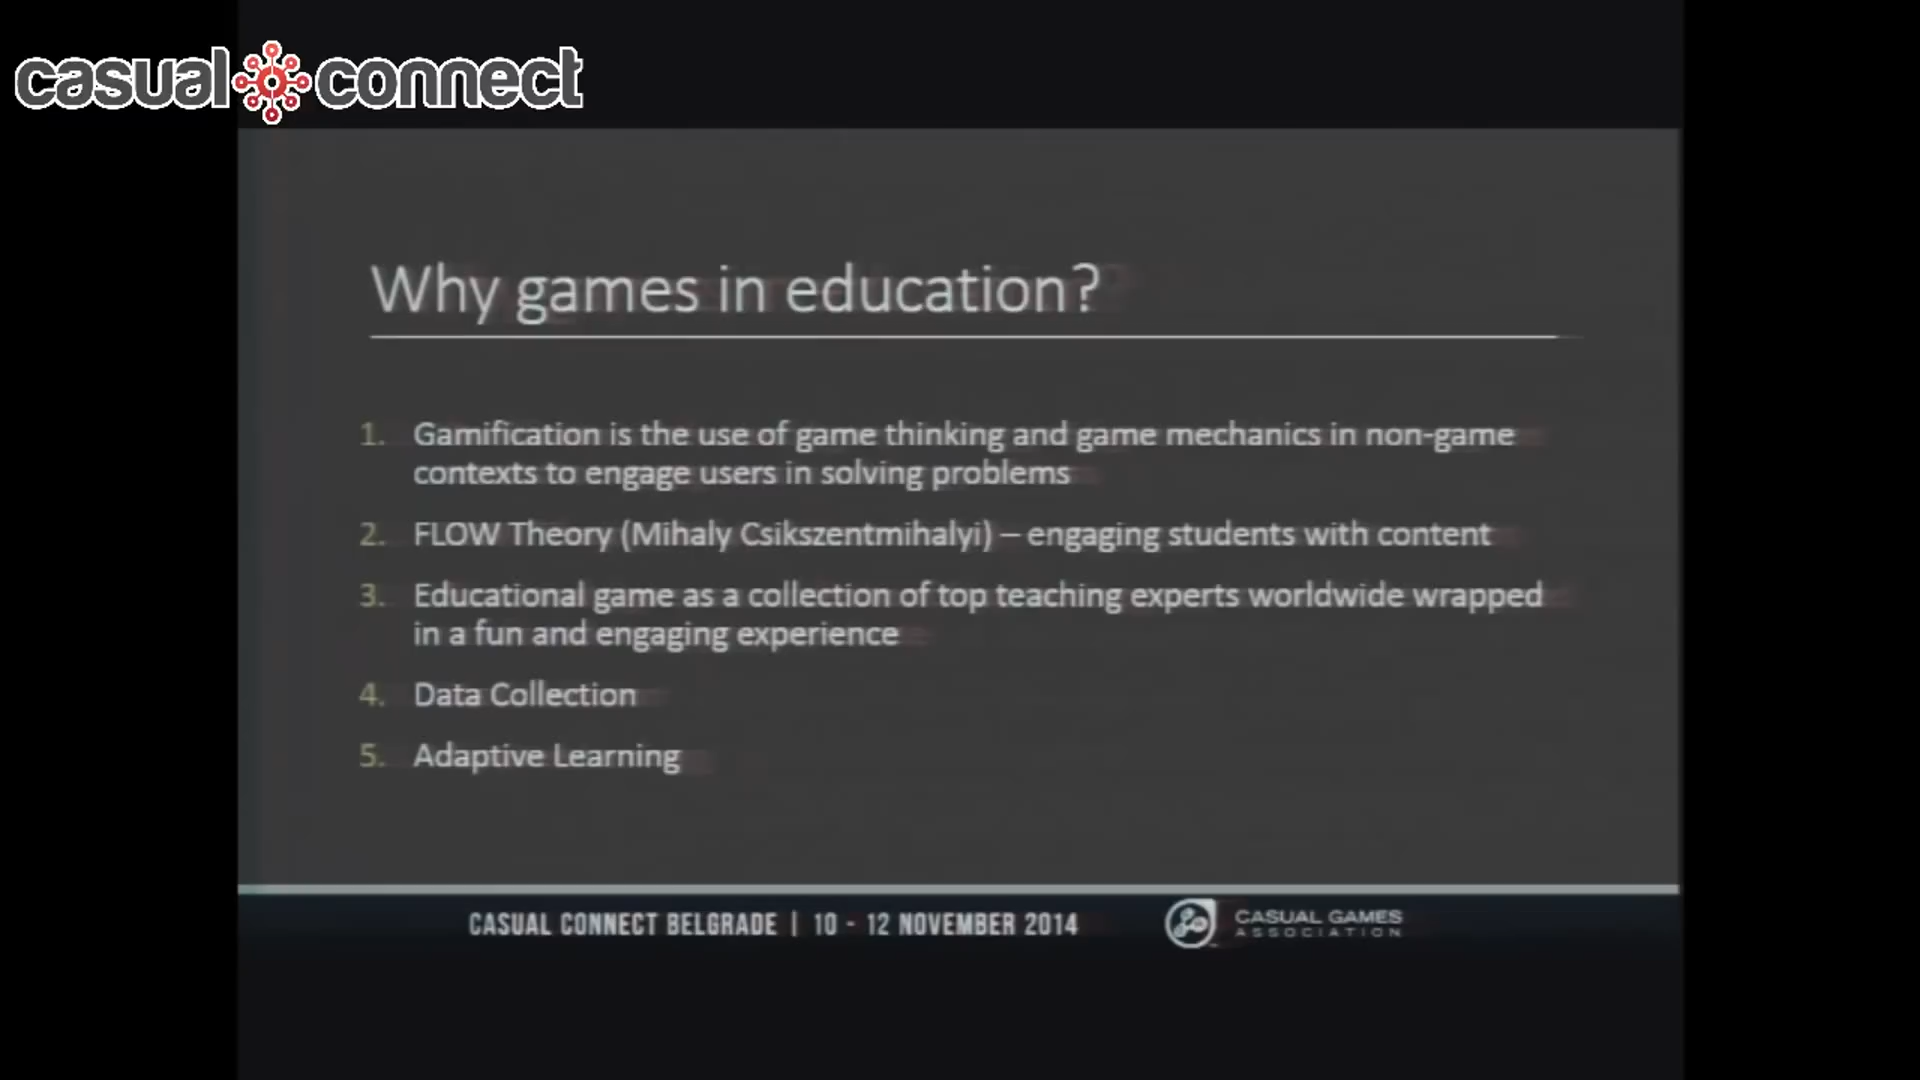 casual connect
Why games in education?
1. Gamification is the use of game thinking and game mechanics in non-game
contexts to engage users in solving problems
2. FLOW Theory (Mihaly Csikszentmihalyi) – engaging students with content
3. Educational game as a collection of top teaching experts worldwide wrapped
in a fun and engaging experience
4. Data Collection
5. Adaptive Learning
CASUAL CONNECT BELGRADE | 10 - 12 NOVEMBER 2014
CASUAL GAMES
ASSOCIATION